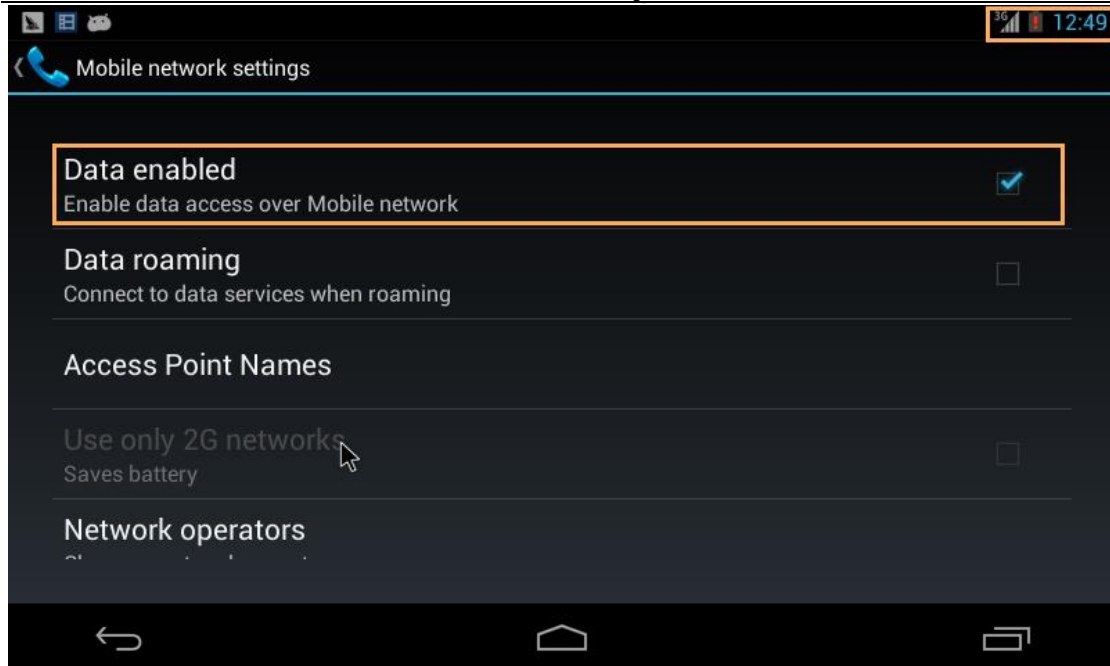 3G 12:49
Mobile network settings
Data enabled
Enable data access over Mobile network
Data roaming
Connect to data services when roaming
Access Point Names
Use only 2G networks
Saves battery
Network operators